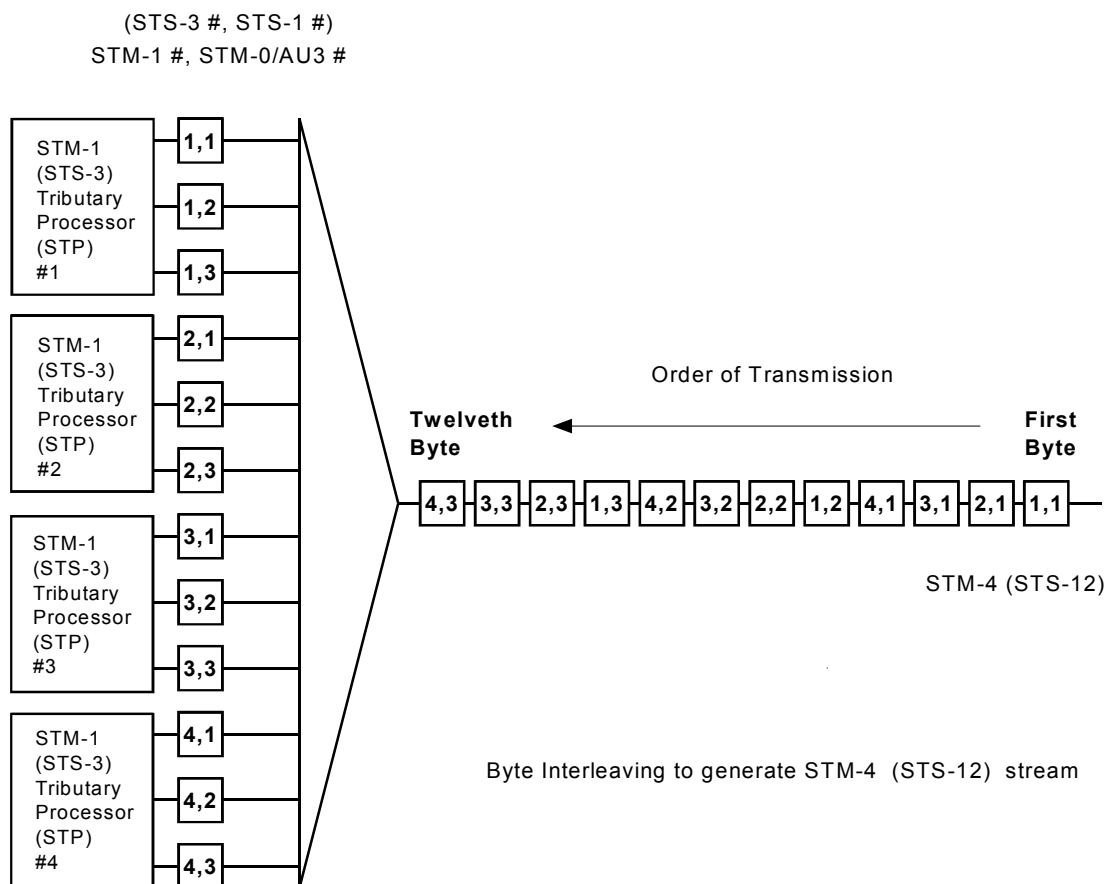 (STS-3 #, STS-1 #)
STM-1 #, STM-0/AU3 #
STM-1
(STS-3)
Tributary
Processor
(STP)
#1
1,1
1,2
1,3
STM-1
(STS-3)
Tributary
Processor
(STP)
#2
2,1
2,2
2,3
STM-1
(STS-3)
Tributary
Processor
(STP)
#3
3,1
3,2
3,3
STM-1
(STS-3)
Tributary
Processor
(STP)
#4
4,1
4,2
4,3
Order of Transmission
Twelveth
Byte
First
Byte
4,3 3,3 2,3 1,3 4,2 3,2 2,2 1,2 4,1 3,1 2,1 1,1
STM-4 (STS-12)
Byte Interleaving to generate STM-4 (STS-12) stream